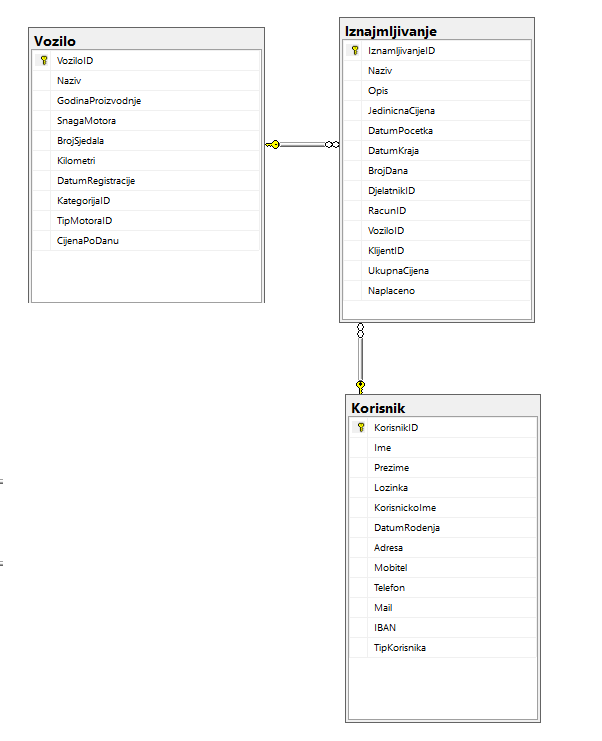 Vozilo
VoziloID
Naziv
GodinaProizvodnje
SnagaMotora
BrojSjedala
Kilometri
DatumRegistracije
KategorijaID
TipMotoraID
CijenaPoDanu
Iznajmljivanje
IznamljivanjeID
Naziv
Opis
JedinicnaCijena
DatumPocetka
DatumKraja
BrojDana
DjelatnikID
RacunID
VoziloID
KlijentID
UkupnaCijena
Naplaceno
Korisnik
KorisnikID
Ime
Prezime
Lozinka
KorisnickoIme
DatumRodenja
Adresa
Mobitel
Telefon
Mail
IBAN
TipKorisnika